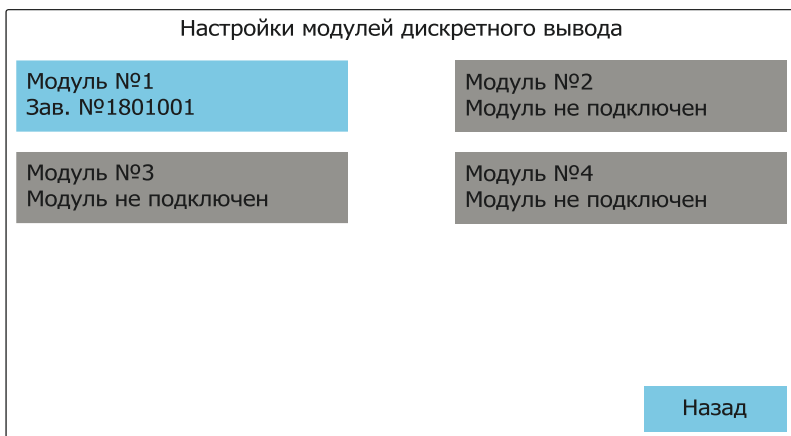 Настройки модулей дискретного вывода
Модуль №1
Зав. №1801001
Модуль №2
Модуль не подключен
Модуль №3
Модуль не подключен
Модуль №4
Модуль не подключен
Назад